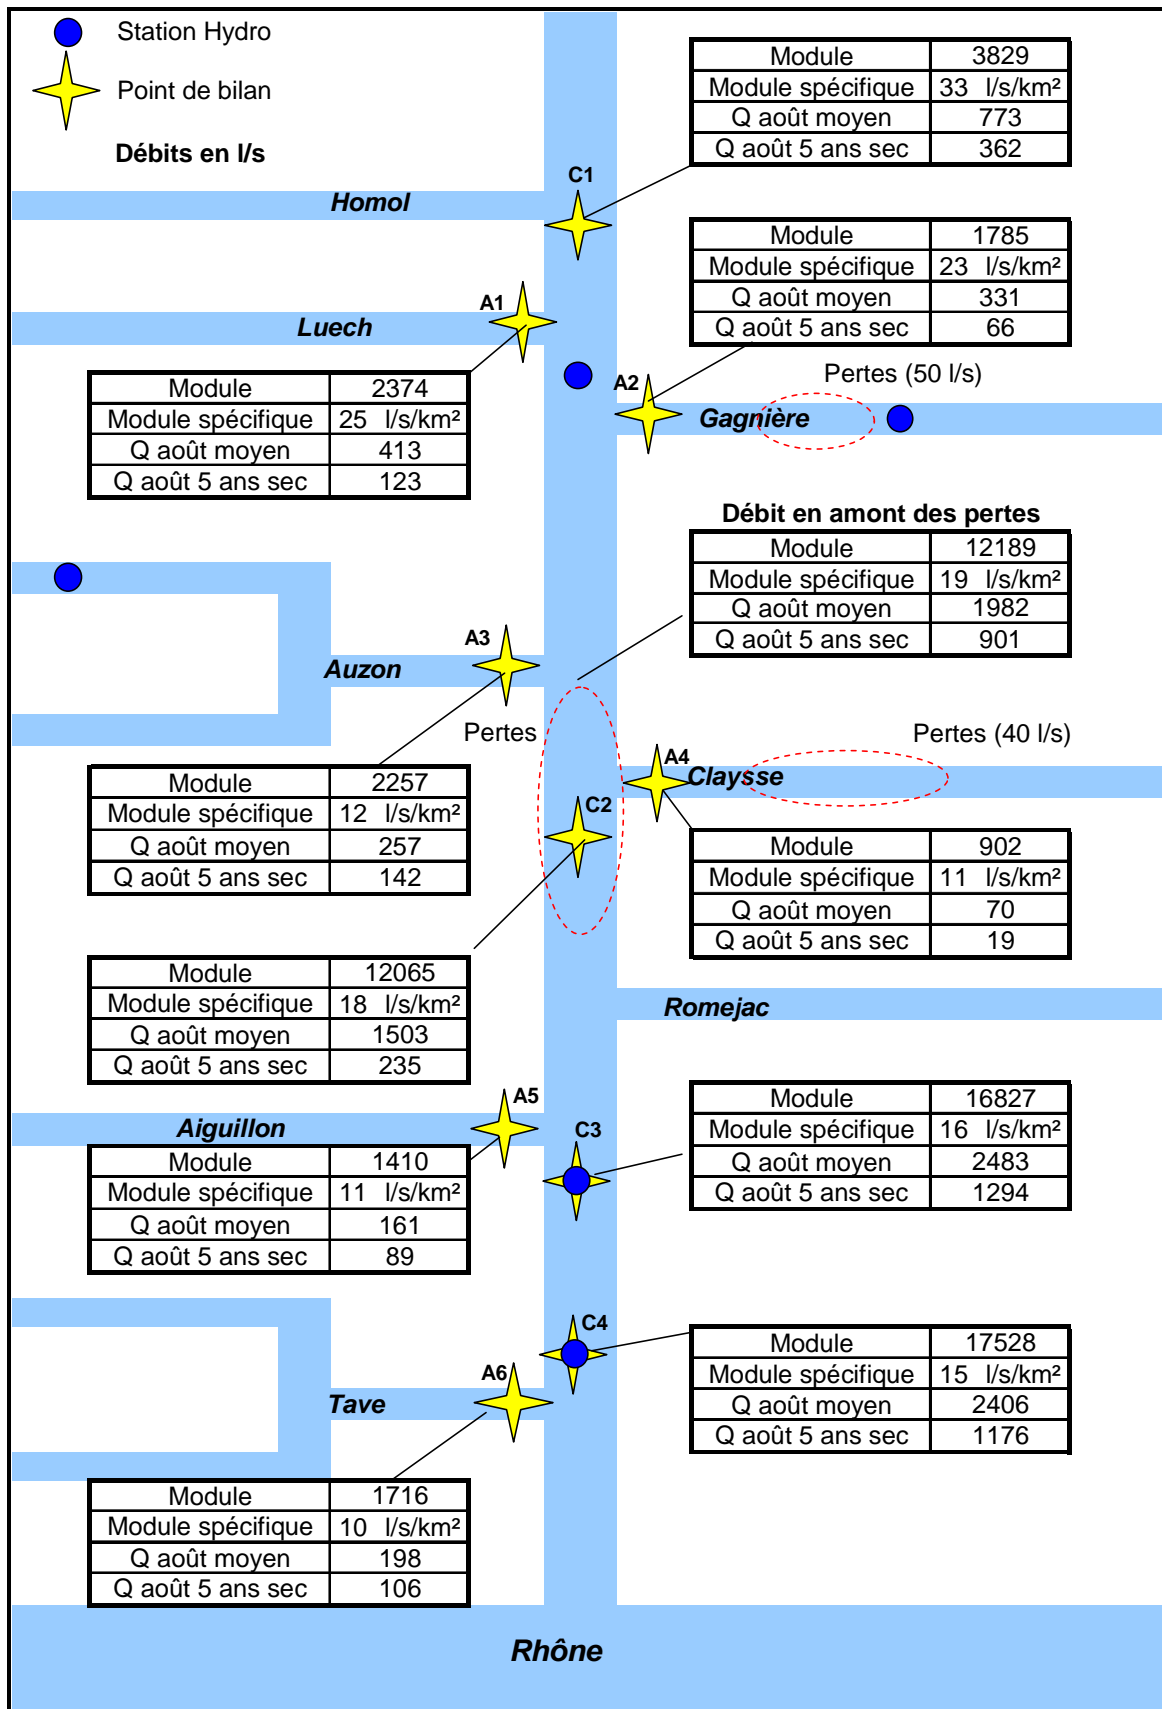 Station Hydro
Point de bilan
Débits en l/s
Module 3829
Module spécifique 33 l/s/km²
Q août moyen 773
Q août 5 ans sec 362
C1
Homol
Module 1785
Module spécifique 23 l/s/km²
Q août moyen 331
Q août 5 ans sec 66
A1
Luech
Module 2374
Module spécifique 25 l/s/km²
Q août moyen 413
Q août 5 ans sec 123
Pertes (50 l/s)
A2
Gagnière
Débit en amont des pertes
Module 12189
Module spécifique 19 l/s/km²
Q août moyen 1982
Q août 5 ans sec 901
A3
Auzon
Pertes
Pertes (40 l/s)
A4
Claysse
Module 2257
Module spécifique 12 l/s/km²
Q août moyen 257
Q août 5 ans sec 142
C2
Module 902
Module spécifique 11 l/s/km²
Q août moyen 70
Q août 5 ans sec 19
Module 12065
Module spécifique 18 l/s/km²
Q août moyen 1503
Q août 5 ans sec 235
Romejac
A5
Aiguillon
C3
Module 16827
Module spécifique 16 l/s/km²
Q août moyen 2483
Q août 5 ans sec 1294
Module 1410
Module spécifique 11 l/s/km²
Q août moyen 161
Q août 5 ans sec 89
C4
Module 17528
Module spécifique 15 l/s/km²
Q août moyen 2406
Q août 5 ans sec 1176
A6
Tave
Module 1716
Module spécifique 10 l/s/km²
Q août moyen 198
Q août 5 ans sec 106
Rhône